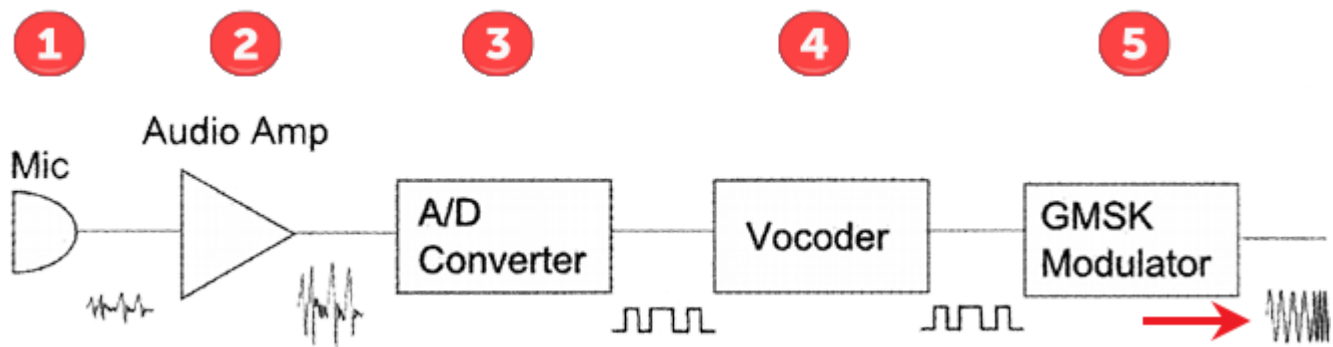 1
2
3
4
5
Audio Amp
Mic
A/D
Converter
Vocoder
GMSK
Modulator